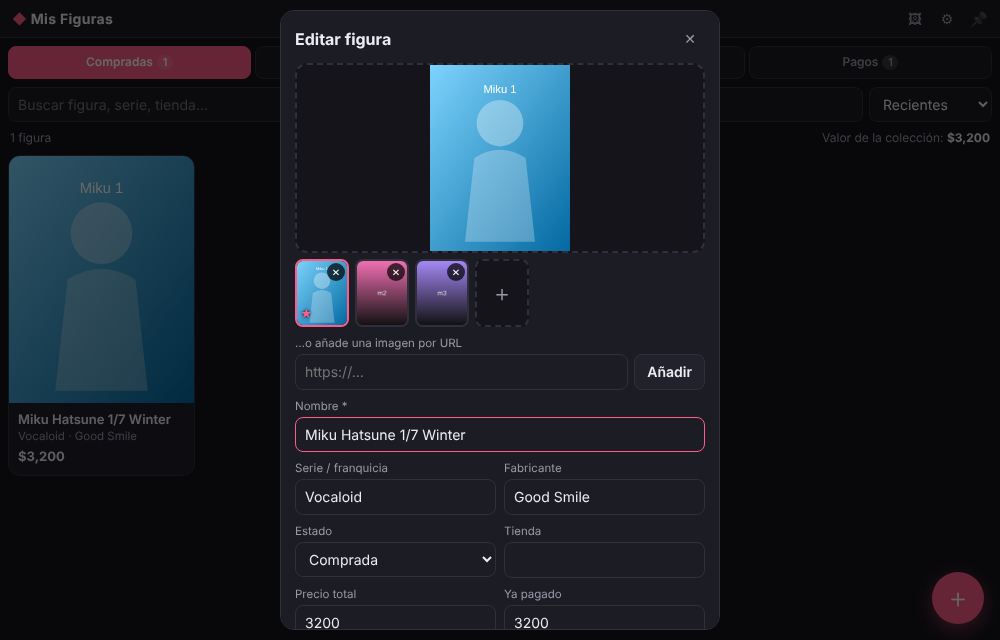 Mis Figuras
Compradas 1
Pagos 1
Buscar figura, serie, tienda...
Recientes
1 figura
Valor de la colección: $3,200
Miku 1
Miku Hatsune 1/7 Winter
Vocaloid · Good Smile
$3,200
Editar figura
×
Miku 1
m2
m3
+
...o añade una imagen por URL
https://...
Añadir
Nombre *
Miku Hatsune 1/7 Winter
Serie / franquicia
Fabricante
Vocaloid
Good Smile
Estado
Tienda
Comprada
Precio total
Ya pagado
3200
3200
+